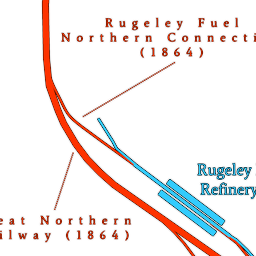 Rugeley Fuel
Northern Connecti
(1864)
Rugeley
Refinery
eat Northern
ilway (1864)